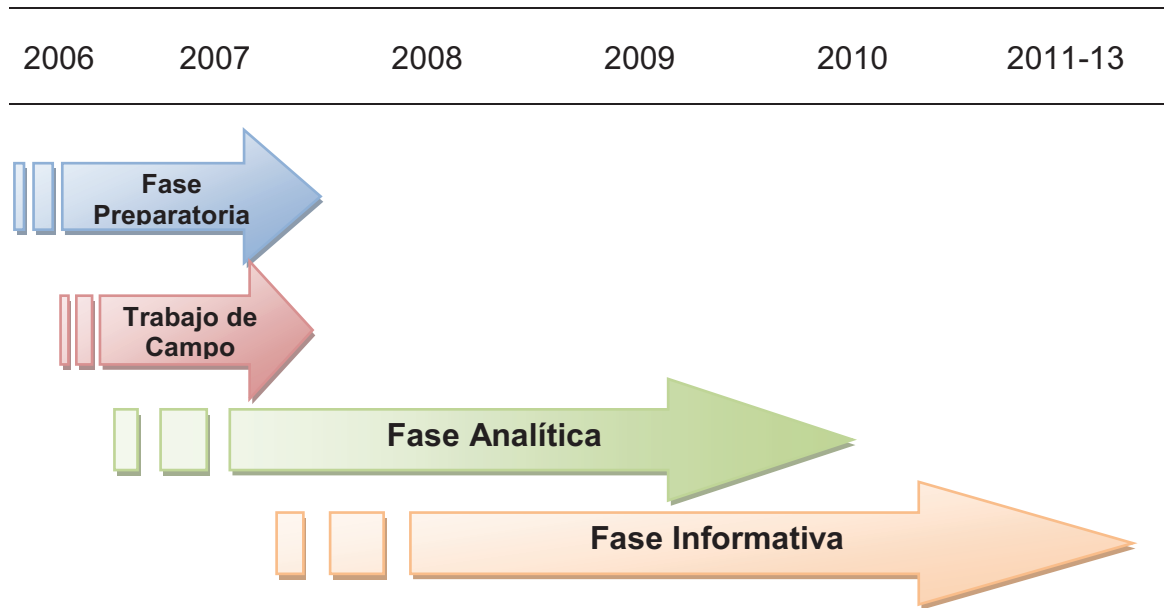 2006 2007 2008 2009 2010 2011-13
Fase
Preparatoria
Trabajo de
Campo
Fase Analítica
Fase Informativa